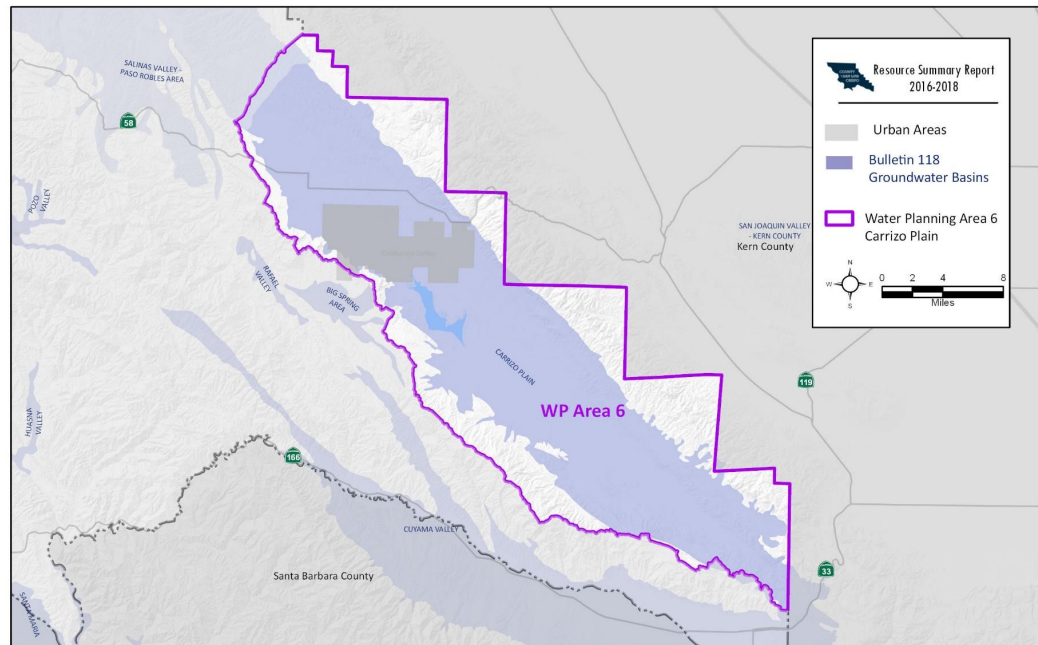 SALINAS VALLEY -
PASO ROBLES AREA
58
POZO
VALLEY
RAFAEL
VALLEY
BIG SPRING
AREA
CARRIZO PLAIN
WP Area 6
HUASNA
VALLEY
166
CUYAMA VALLEY
Santa Barbara County
SANTA MARIA
SAN JOAQUIN VALLEY
- KERN COUNTY
Kern County
119
33
Resource Summary Report
2016-2018
Urban Areas
Bulletin 118
Groundwater Basins
Water Planning Area 6
Carrizo Plain
N
W E
S
0 2 4 8
Miles